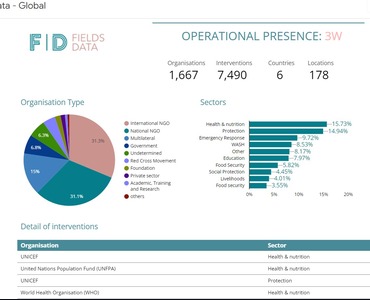 ata - Global
FIELDS
DATA
OPERATIONAL PRESENCE: 3W
Organisations Interventions Countries Locations
1,667 7,490 6 178
Organisation Type
31.3%
31.1%
15%
6.8%
6.3%
International NGO
National NGO
Multilateral
Government
Undetermined
Red Cross Movement
Foundation
Private sector
Academic, Training
and Research
others
Sectors
Health & nutrition 15.73%
Protection 14.94%
Emergency Response 9.72%
WASH 8.53%
Other 8.17%
Education 7.97%
Food Security 5.82%
Social Protection 4.45%
Livelihoods 4.01%
Food security 3.55%
0% 5% 10% 15% 20%
Detail of interventions
Organisation Sector
UNICEF Health & nutrition
United Nations Population Fund (UNFPA) Health & nutrition
UNICEF Protection
World Health Organisation (WHO) Health & nutrition